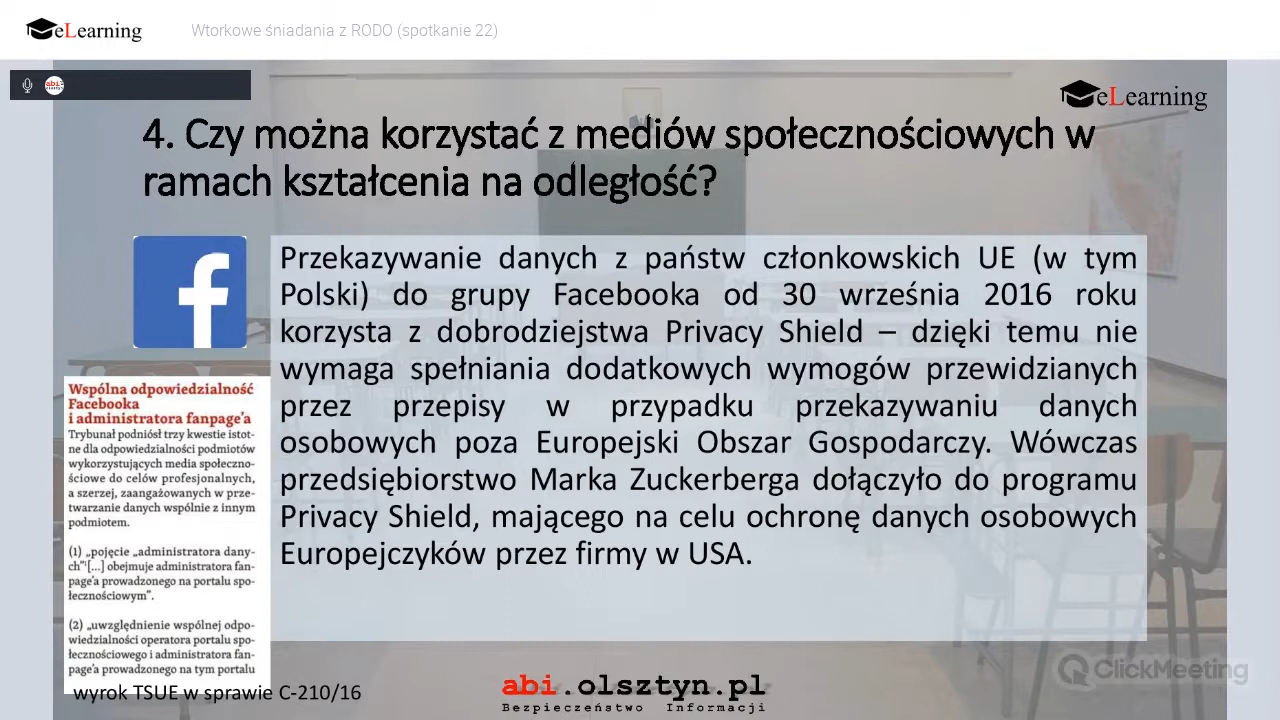 eLearning
Wtorkowe śniadania z RODO (spotkanie 22)
eLearning
4. Czy można korzystać z mediów społecznościowych w
ramach kształcenia na odległość?
Przekazywanie danych z państw członkowskich UE (w tym
Polski) do grupy Facebooka od 30 września 2016 roku
korzysta z dobrodziejstwa Privacy Shield – dzięki temu nie
wymaga spełniania dodatkowych wymogów przewidzianych
przez przepisy w przypadku przekazywaniu danych
osobowych poza Europejski Obszar Gospodarczy. Wówczas
przedsiębiorstwo Marka Zuckerberga dołączyło do programu
Privacy Shield, mającego na celu ochronę danych osobowych
Europejczyków przez firmy w USA.
Wspólna odpowiedzialność
Facebooka
i administratora fanpage'a
Trybunał podniósł trzy kwestie istot-
ne dla odpowiedzialności podmiotów
wykorzystujących media społeczno-
ściowe do celów profesjonalnych,
a szerzej, zaangażowanych w prze-
twarzanie danych wspólnie z innym
podmiotem.
(1) „pojęcie „administratora dany-
ch"[...] obejmuje administratora fan-
page'a prowadzonego na portalu spo-
łecznościowym".
(2) „uwzględnienie wspólnej odpo-
wiedzialności operatora portalu spo-
łecznościowego i administratora fan-
page'a prowadzonego na tym portalu
wyrok TSUE w sprawie C-210/16
abi.olsztyn.pl
Bezpieczeństwo Informacji
ClickMeeting